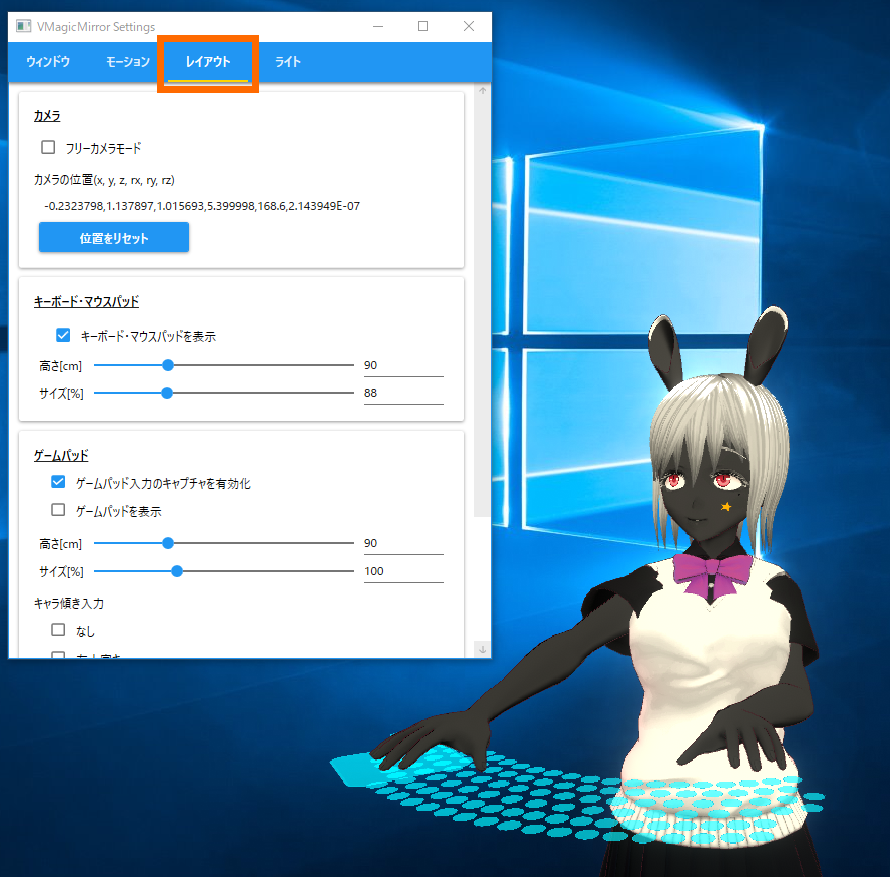 VMagicMirror Settings
ウィンドウ モーション レイアウト ライト
カメラ
フリーカメラモード
カメラの位置(x, y, z, rx, ry, rz)
-0.2323798,1.137897,1.015693,5.399998,168.6,2.143949E-07
位置をリセット
キーボード・マウスパッド
キーボード・マウスパッドを表示
高さ[cm] 90
サイズ[%] 88
ゲームパッド
ゲームパッド入力のキャプチャを有効化
ゲームパッドを表示
高さ[cm] 90
サイズ[%] 100
キャラ傾き入力
なし